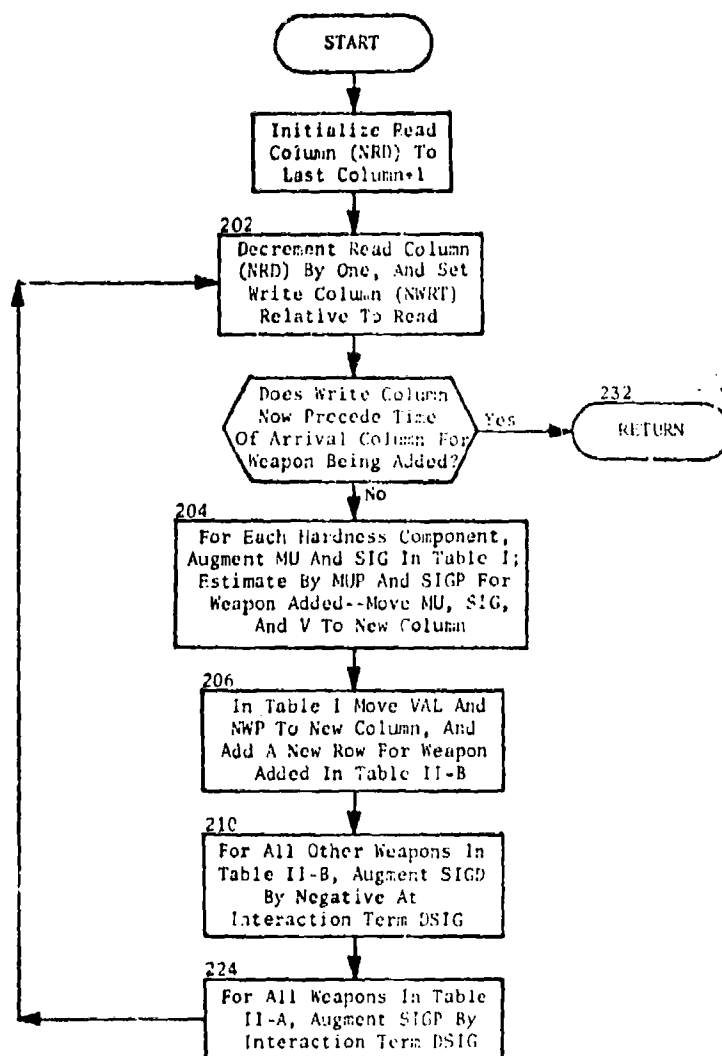 START
Initialize Read
Column (NRD) To
Last Column+1
202
Decrement Read Column
(NRD) By One, And Set
Write Column (NWRT)
Relative To Read
Does Write Column
Now Precede Time
Of Arrival Column For
Weapon Being Added?
Yes
232
RETURN
No
204
For Each Hardness Component,
Augment MU And SIG In Table I;
Estimate By MUP And SIGP For
Weapon Added--Move MU, SIG,
And V To New Column
206
In Table I Move VAL And
NWP To New Column, And
Add A New Row For Weapon
Added In Table II-B
210
For All Other Weapons In
Table II-B, Augment SIGD
By Negative At
Interaction Term DSIG
224
For All Weapons In Table
II-A, Augment SIGP By
Interaction Term DSIG